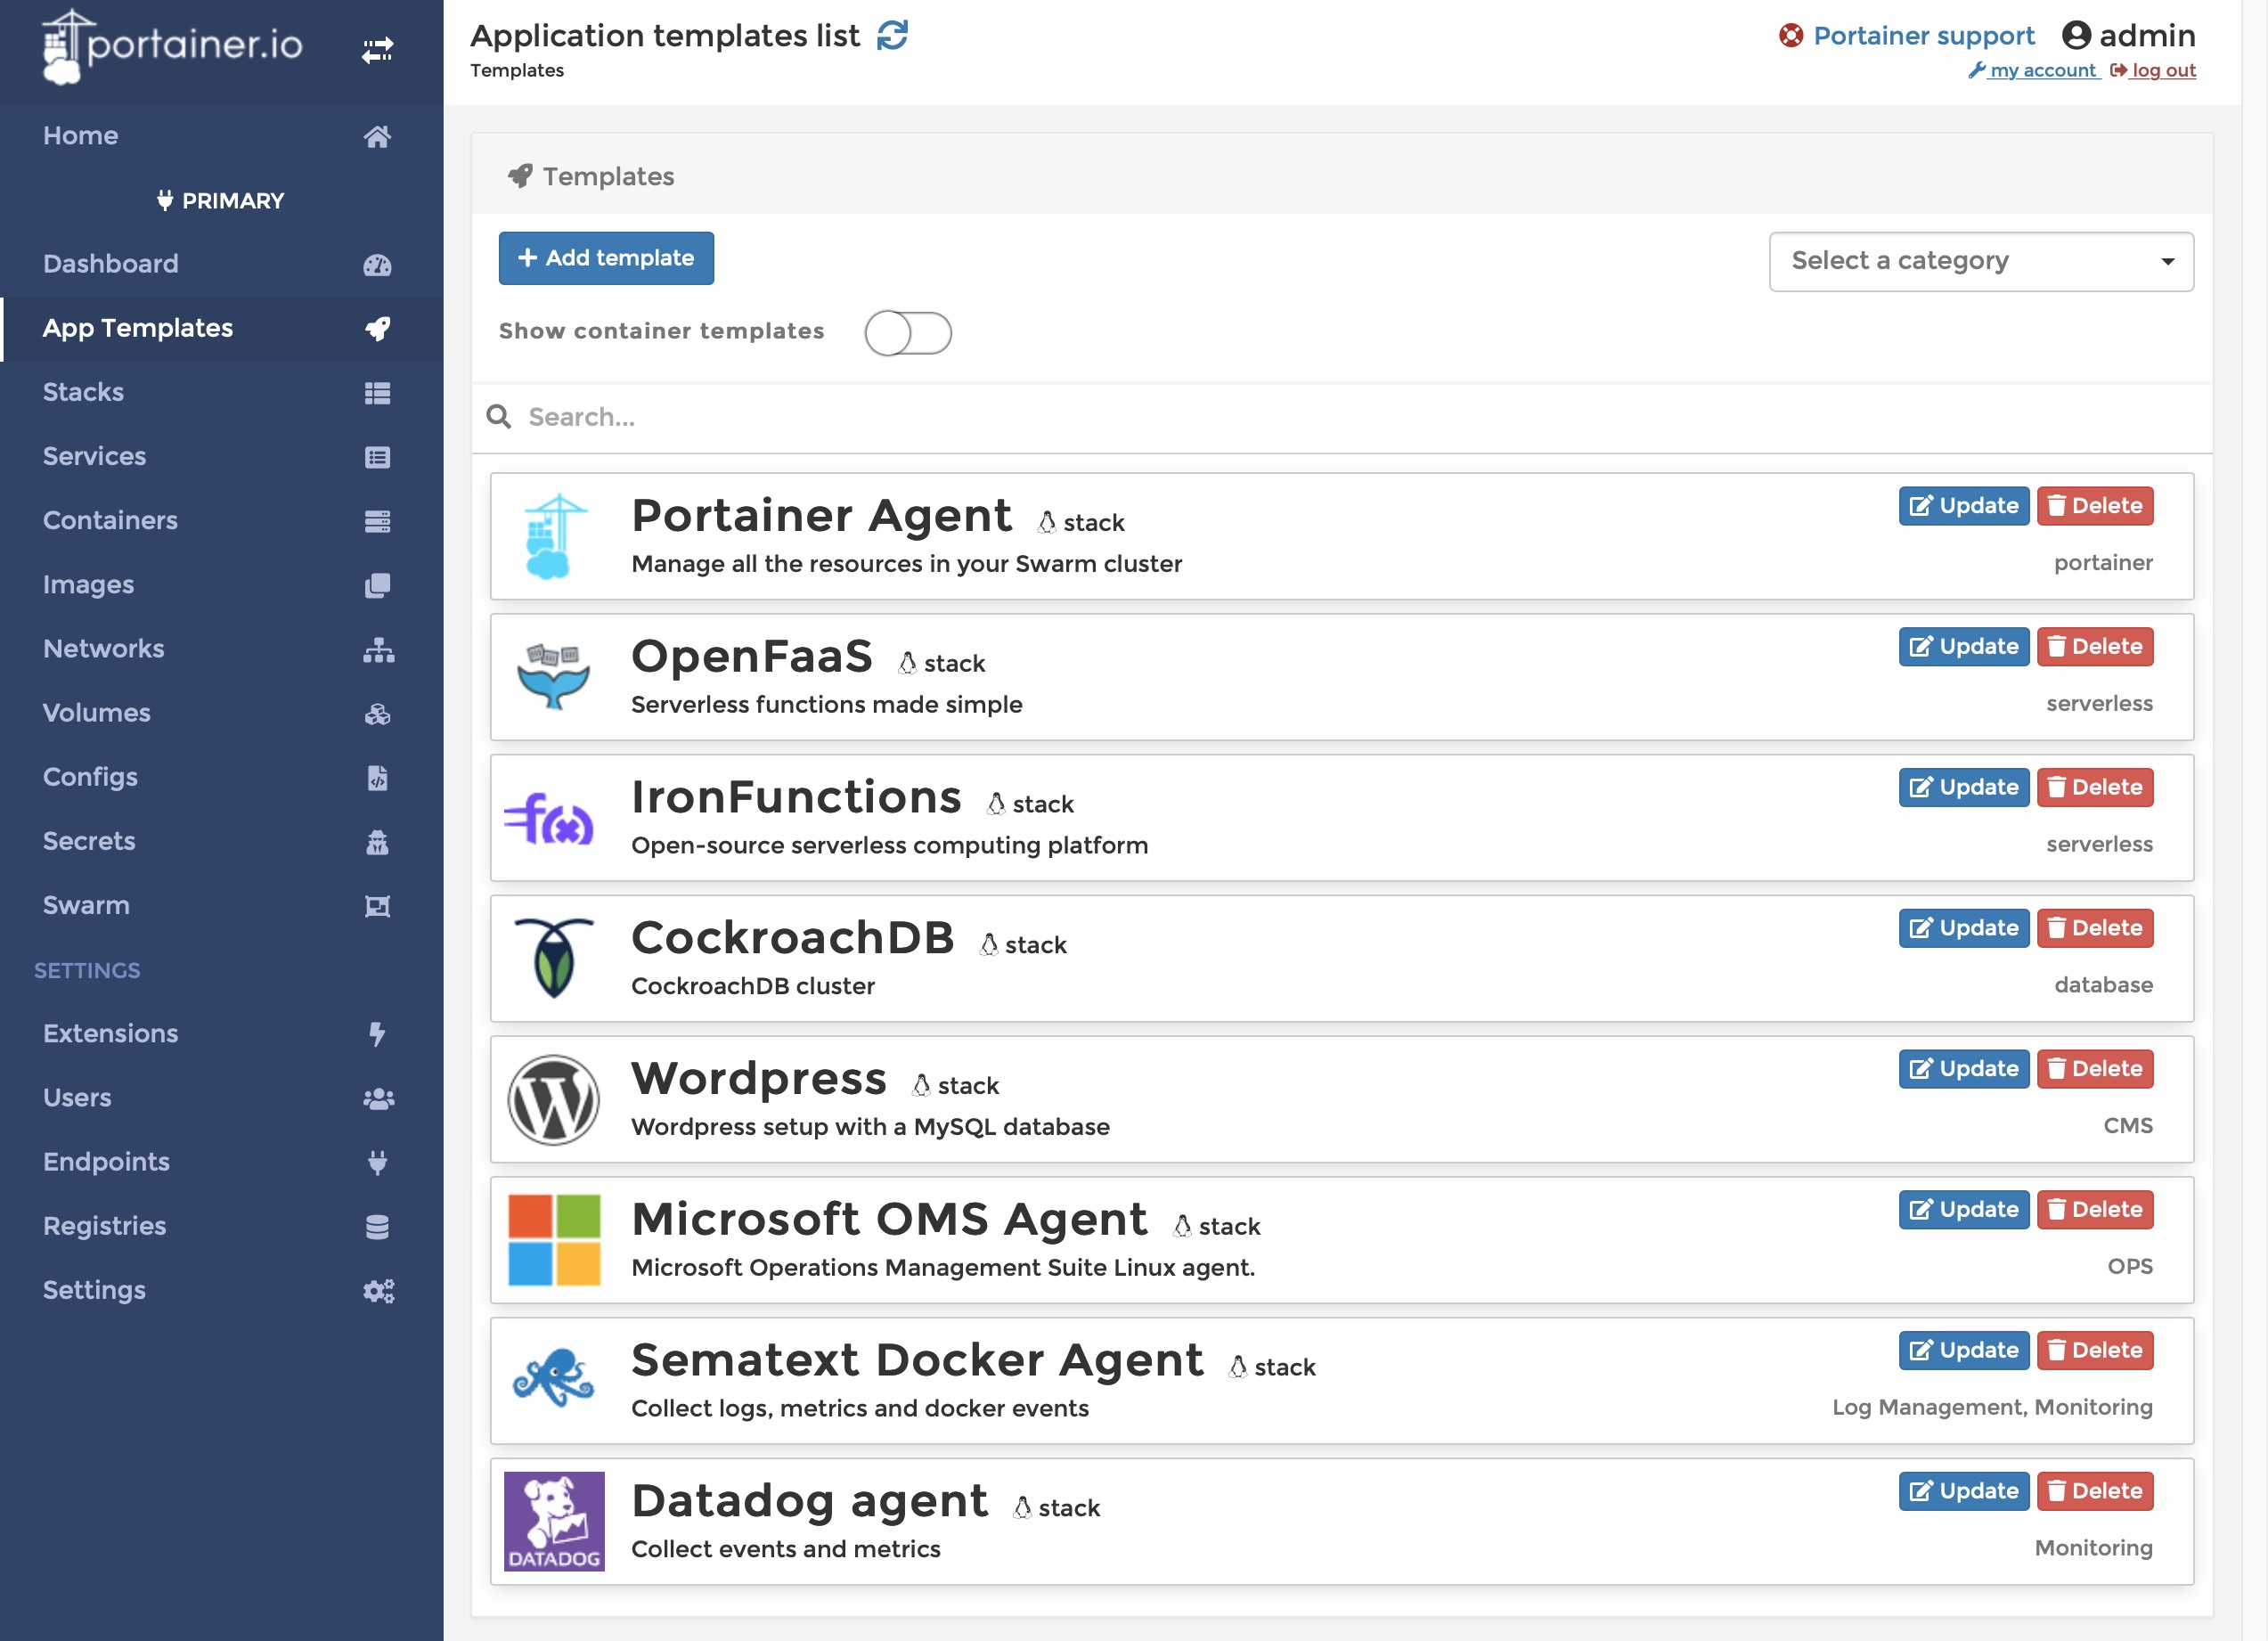 portainer.io
Home
PRIMARY
Dashboard
App Templates
Stacks
Services
Containers
Images
Networks
Volumes
Configs
Secrets
Swarm
SETTINGS
Extensions
Users
Endpoints
Registries
Settings
Application templates list
Templates
Portainer support admin
my account log out
Templates
Add template
Select a category
Show container templates
Search...
Portainer Agent stack
Update Delete
Manage all the resources in your Swarm cluster
portainer
OpenFaaS stack
Update Delete
Serverless functions made simple
serverless
IronFunctions stack
Update Delete
Open-source serverless computing platform
serverless
CockroachDB stack
Update Delete
CockroachDB cluster
database
Wordpress stack
Update Delete
Wordpress setup with a MySQL database
CMS
Microsoft OMS Agent stack
Update Delete
Microsoft Operations Management Suite Linux agent.
OPS
Sematext Docker Agent stack
Update Delete
Collect logs, metrics and docker events
Log Management, Monitoring
DATADOG
Datadog agent stack
Update Delete
Collect events and metrics
Monitoring